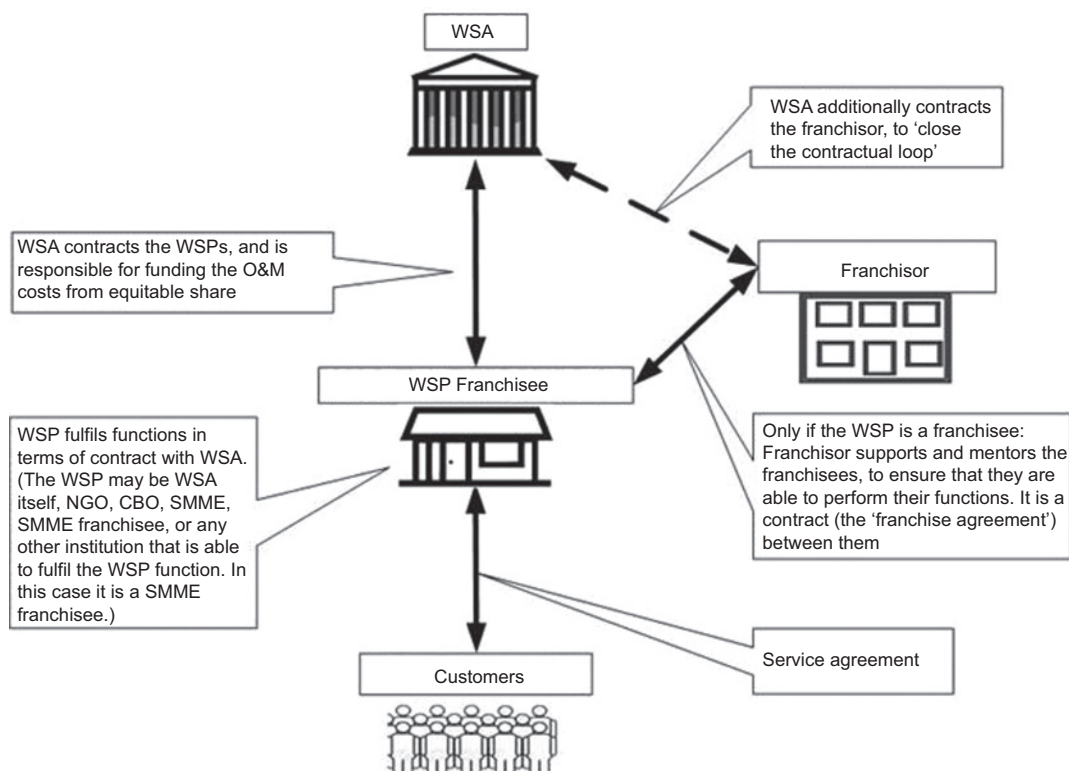 WSA
WSA additionally contracts
the franchisor, to ‘close
the contractual loop’
WSA contracts the WSPs, and is
responsible for funding the O&M
costs from equitable share
Franchisor
WSP Franchisee
WSP fulfils functions in
terms of contract with WSA.
(The WSP may be WSA
itself, NGO, CBO, SMME,
SMME franchisee, or any
other institution that is able
to fulfil the WSP function. In
this case it is a SMME
franchisee.)
Only if the WSP is a franchisee:
Franchisor supports and mentors the
franchisees, to ensure that they are
able to perform their functions. It is a
contract (the ‘franchise agreement’)
between them
Service agreement
Customers